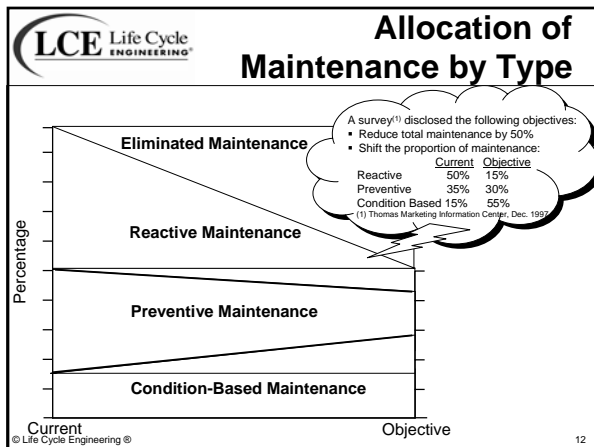 LCE Life Cycle
ENGINEERING®
Allocation of
Maintenance by Type
A survey(1) disclosed the following objectives:
▪ Reduce total maintenance by 50%
▪ Shift the proportion of maintenance:
Current Objective
Reactive 50% 15%
Preventive 35% 30%
Condition Based 15% 55%
(1) Thomas Marketing Information Center, Dec. 1997
Eliminated Maintenance
Reactive Maintenance
Percentage
Preventive Maintenance
Condition-Based Maintenance
Current Objective
© Life Cycle Engineering ® 12